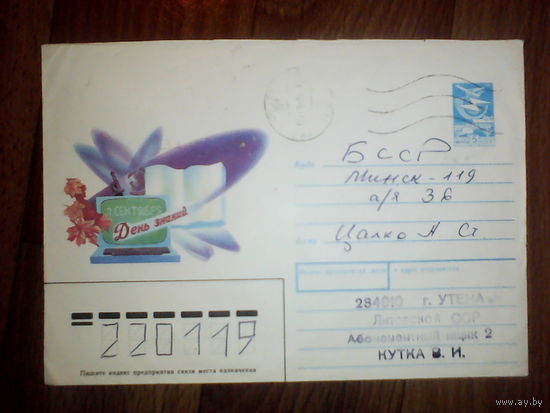 Куда
БССР
Минск-119
а/я 36
Кому
Цалко А Ст
1 СЕНТЯБРЯ
День знаний
Индекс предприятия связи и адрес отправителя
г. УТЕНА
Литовской ССР
Абонементный ящик 2
КУТКА В. И.
220119
Пишите индекс предприятия связи места назначения
www.ay.by